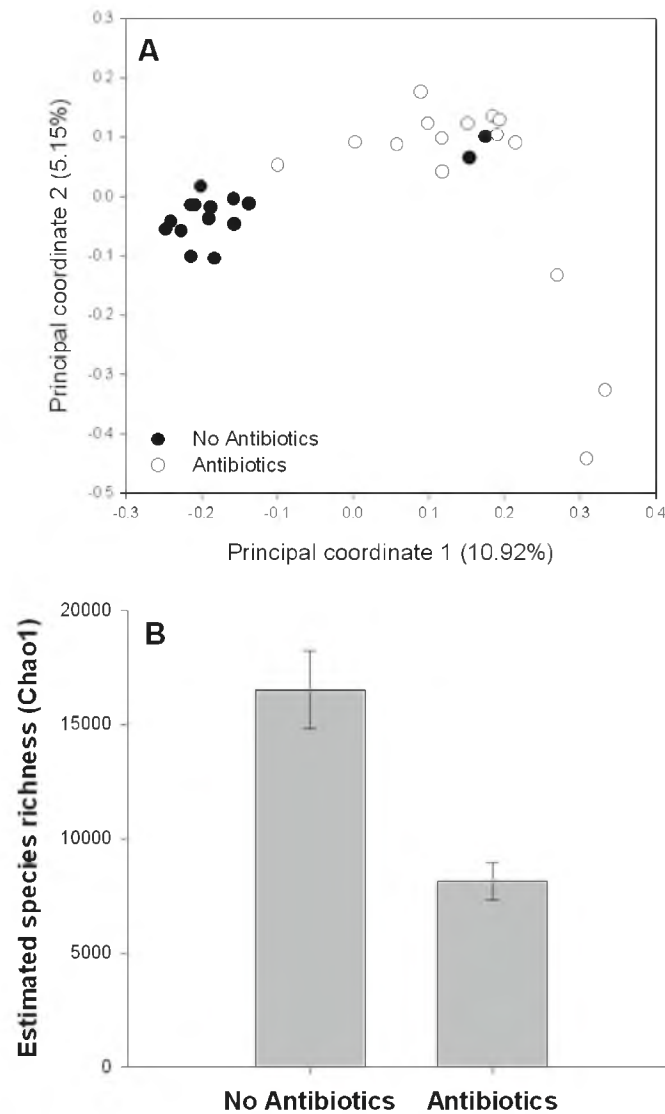 A
0.3
0.3
0.2
0.1
0.0
-0.1
-0.2
-0.3
-0.4
-0.5
Principal coordinate 2 (5.15%)
No Antibiotics
Antibiotics
-0.3
-0.2
-0.1
0.0
0.1
0.2
0.3
0.4
Principal coordinate 1 (10.92%)
B
20000
15000
10000
5000
0
Estimated species richness (Chao1)
No Antibiotics
Antibiotics